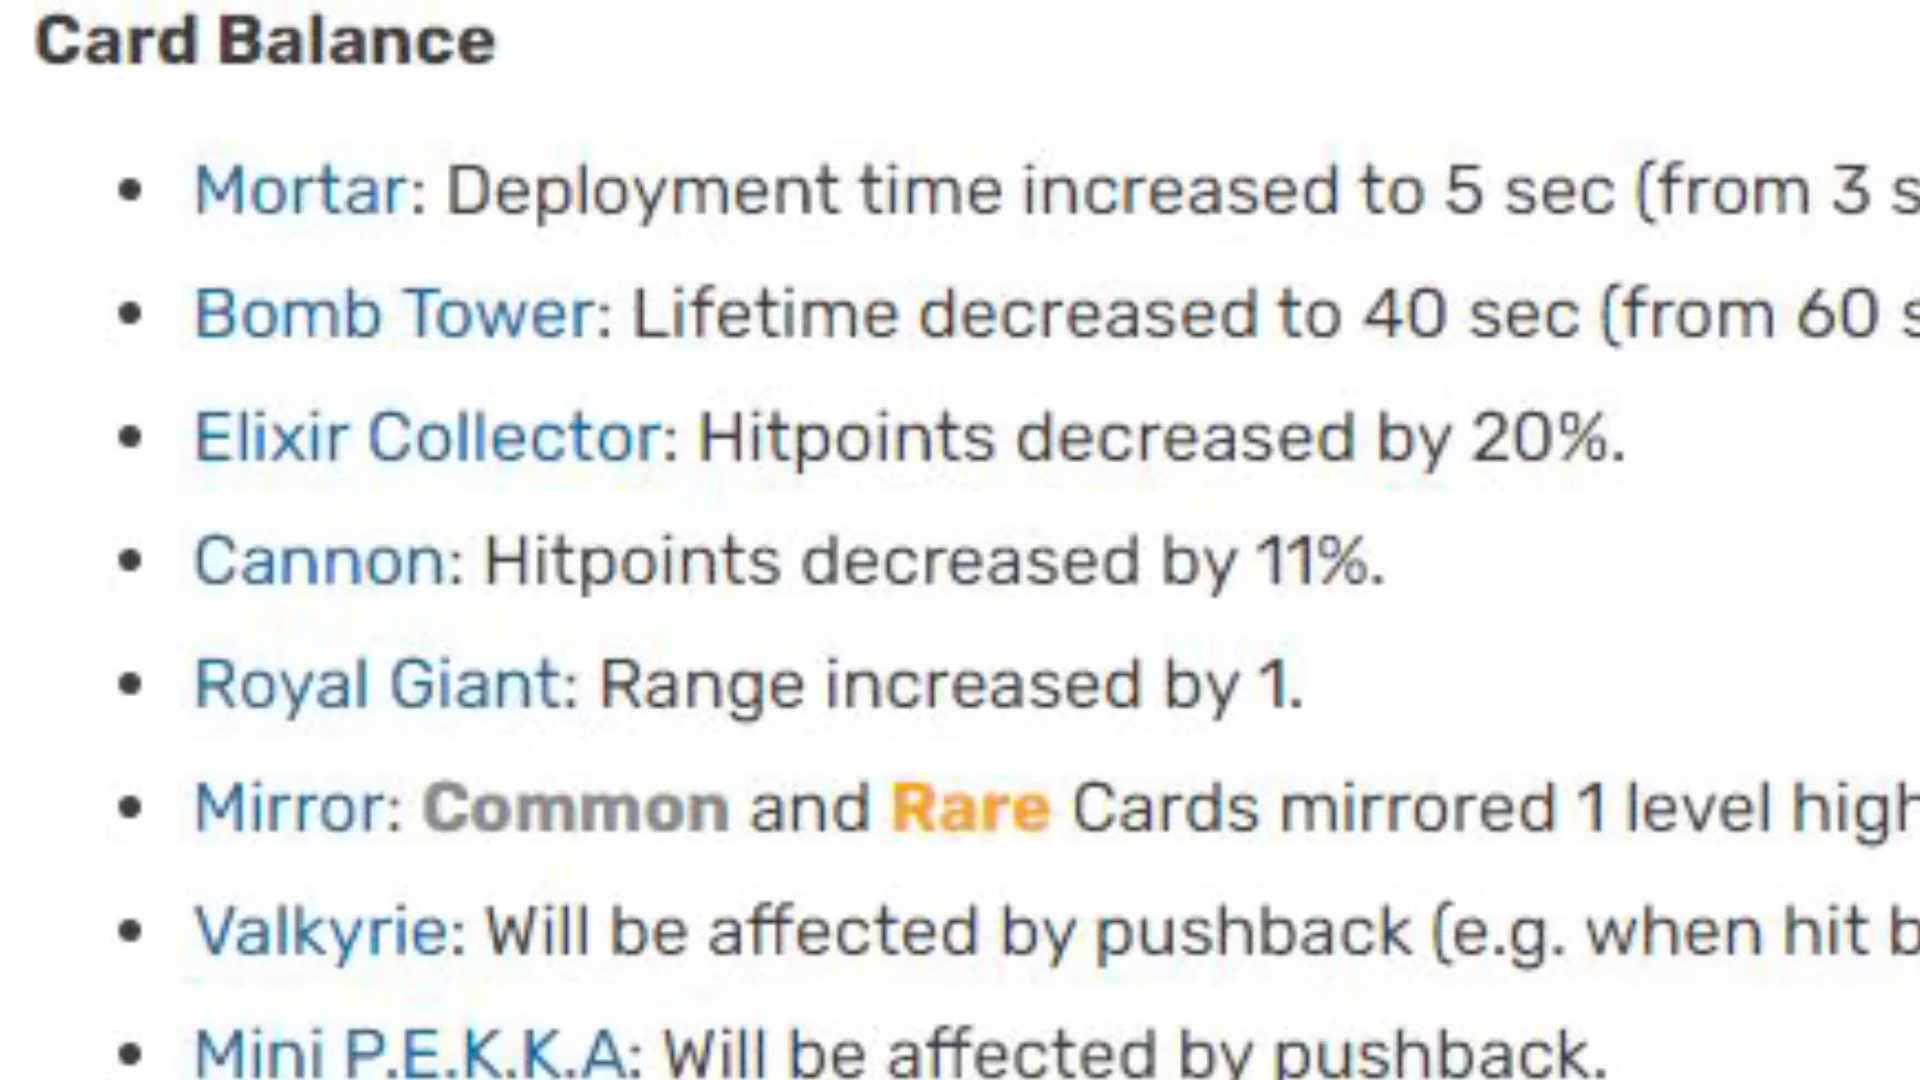 Card Balance
• Mortar: Deployment time increased to 5 sec (from 3 s
• Bomb Tower: Lifetime decreased to 40 sec (from 60 s
• Elixir Collector: Hitpoints decreased by 20%.
• Cannon: Hitpoints decreased by 11%.
• Royal Giant: Range increased by 1.
• Mirror: Common and Rare Cards mirrored 1 level high
• Valkyrie: Will be affected by pushback (e.g. when hit b
• Mini P.E.K.K.A: Will be affected by pushback.